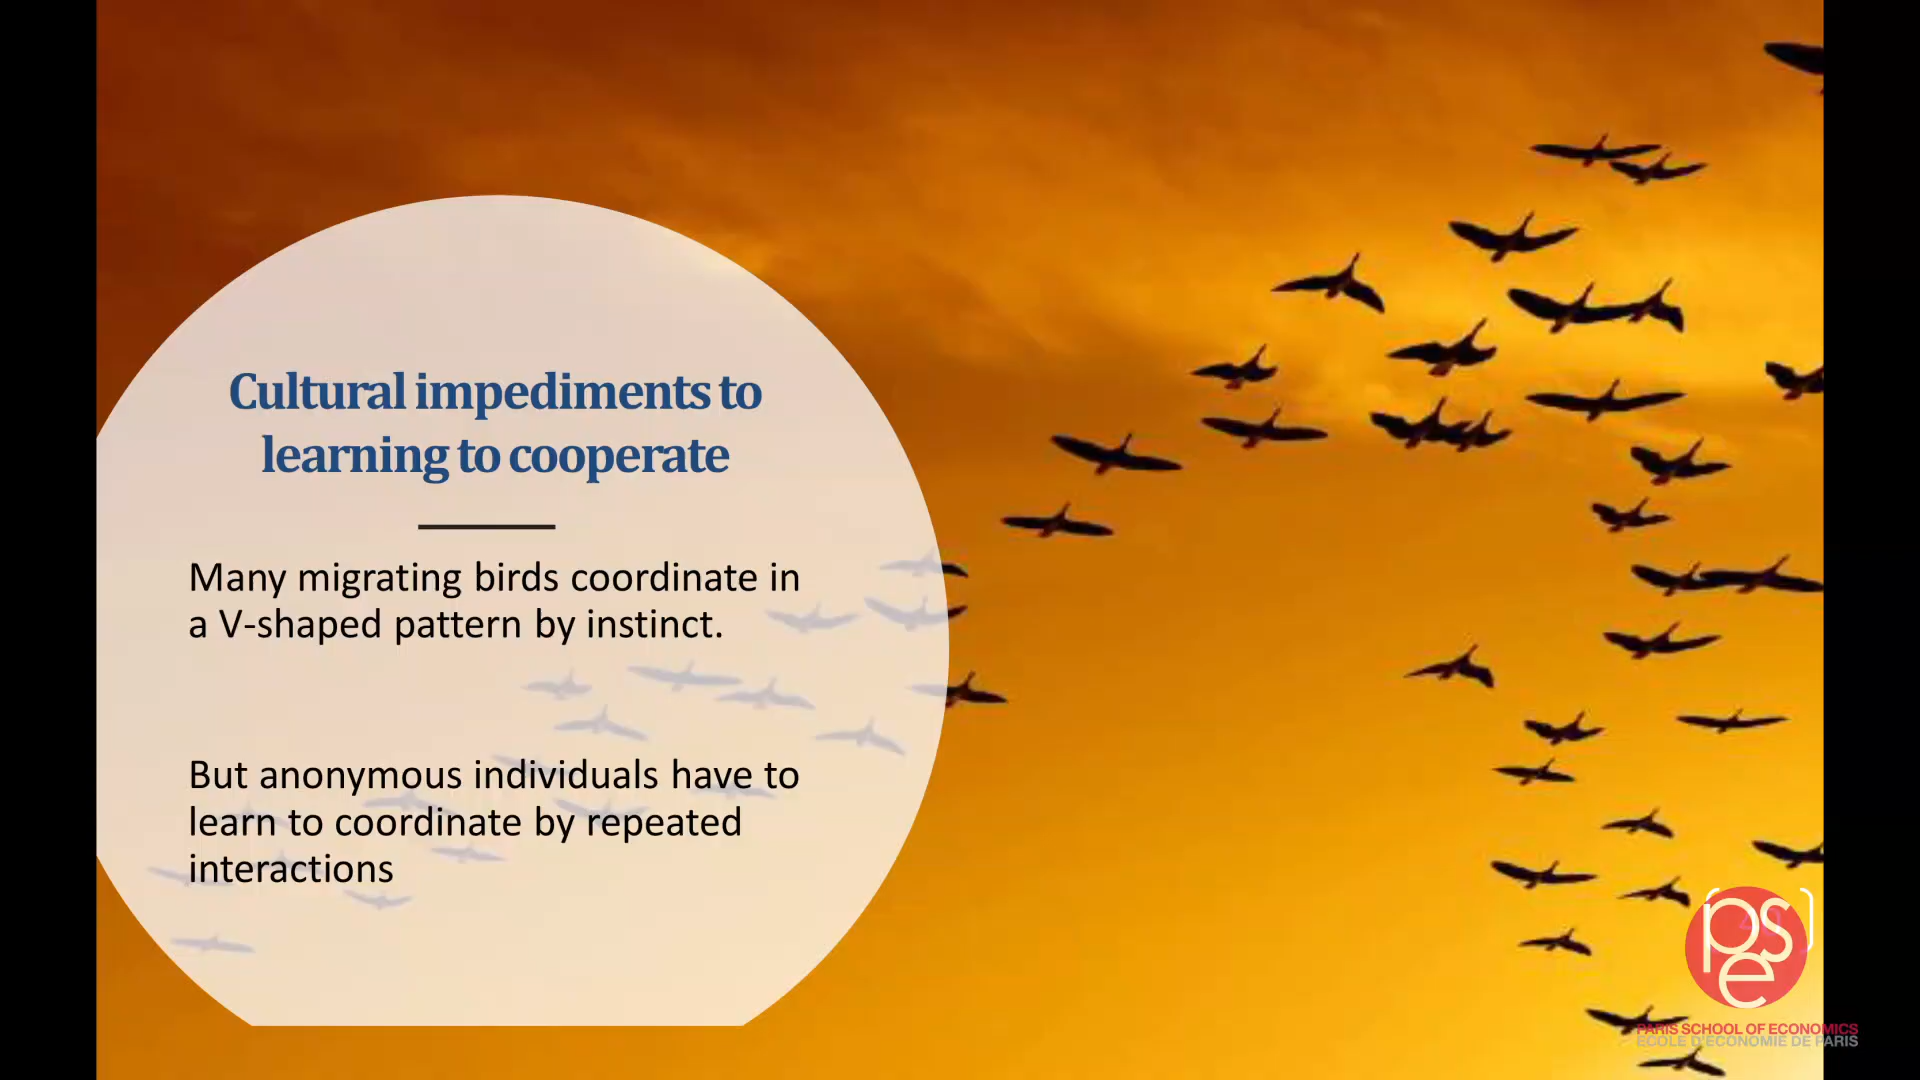 Cultural impediments to
learning to cooperate
Many migrating birds coordinate in
a V-shaped pattern by instinct.
But anonymous individuals have to
learn to coordinate by repeated
interactions
pse
PARIS SCHOOL OF ECONOMICS
ECOLE D'ECONOMIE DE PARIS